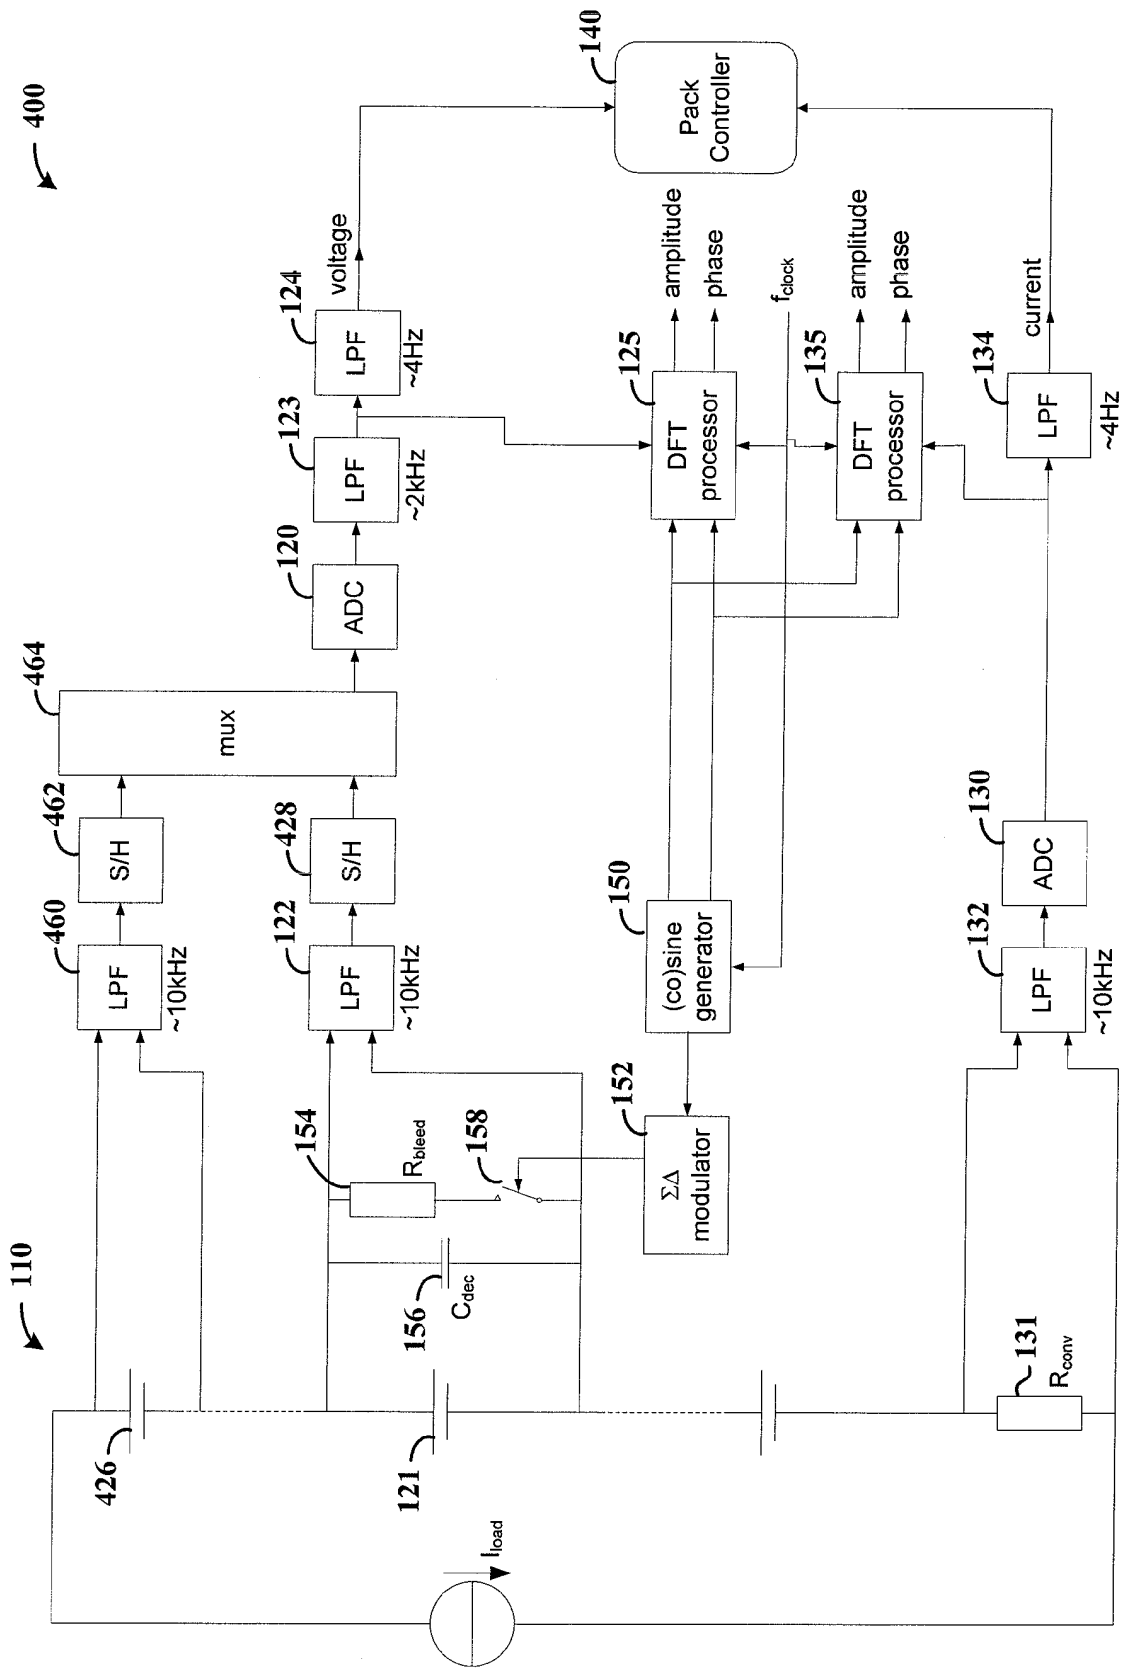 400
110
426
460
LPF
~10kHz
462
S/H
464
mux
121
156
C_dec
154
R_bleed
158
122
LPF
~10kHz
428
S/H
120
ADC
123
LPF
~2kHz
124
LPF
~4Hz
voltage
I_load
152
ΣΔ
modulator
150
(co)sine
generator
125
DFT
processor
amplitude
phase
f_clock
135
DFT
processor
amplitude
phase
140
Pack
Controller
131
R_conv
132
LPF
~10kHz
130
ADC
134
LPF
~4Hz
current